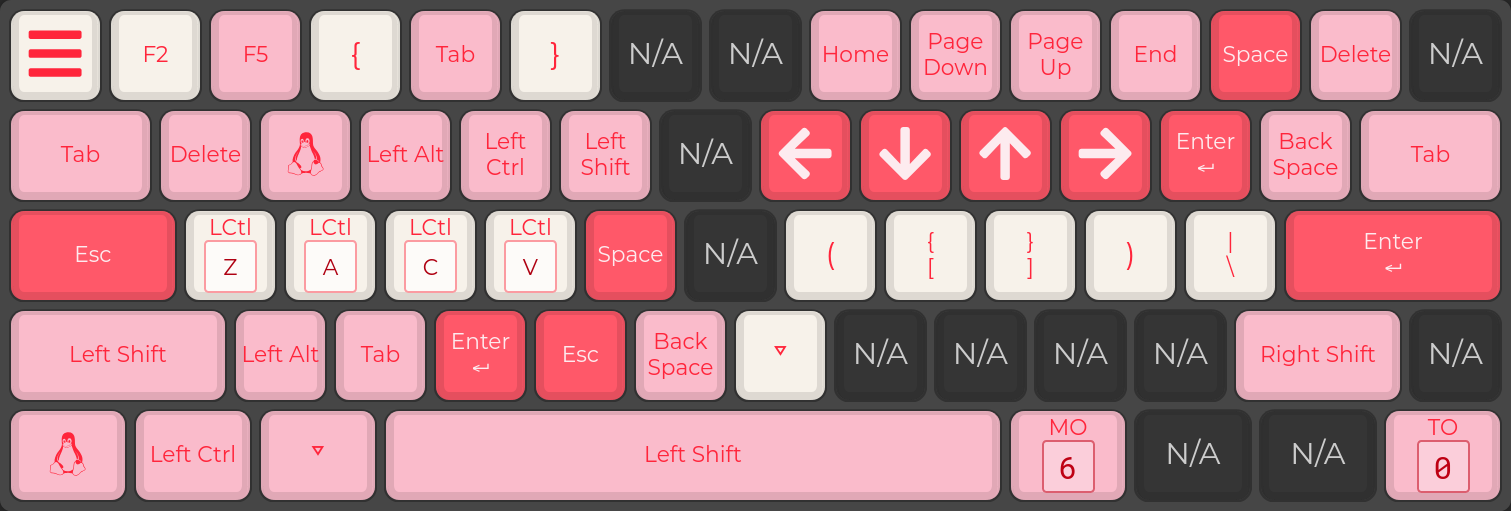 F2 F5 { Tab } N/A N/A Home Page Down Page Up End Space Delete N/A
Tab Delete Left Alt Left Ctrl Left Shift N/A Enter Back Space Tab
Esc LCtl Z LCtl A LCtl C LCtl V Space N/A ( { [ } ] ) | \ Enter
Left Shift Left Alt Tab Enter Esc Back Space ▽ N/A N/A N/A N/A Right Shift N/A
Left Ctrl ▽ Left Shift MO 6 N/A N/A TO 0